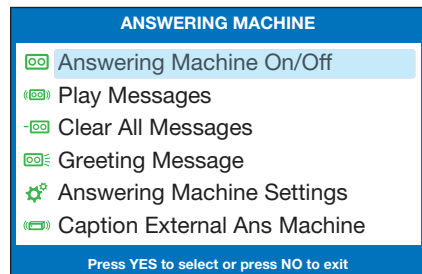 ANSWERING MACHINE
Answering Machine On/Off
Play Messages
Clear All Messages
Greeting Message
Answering Machine Settings
Caption External Ans Machine
Press YES to select or press NO to exit